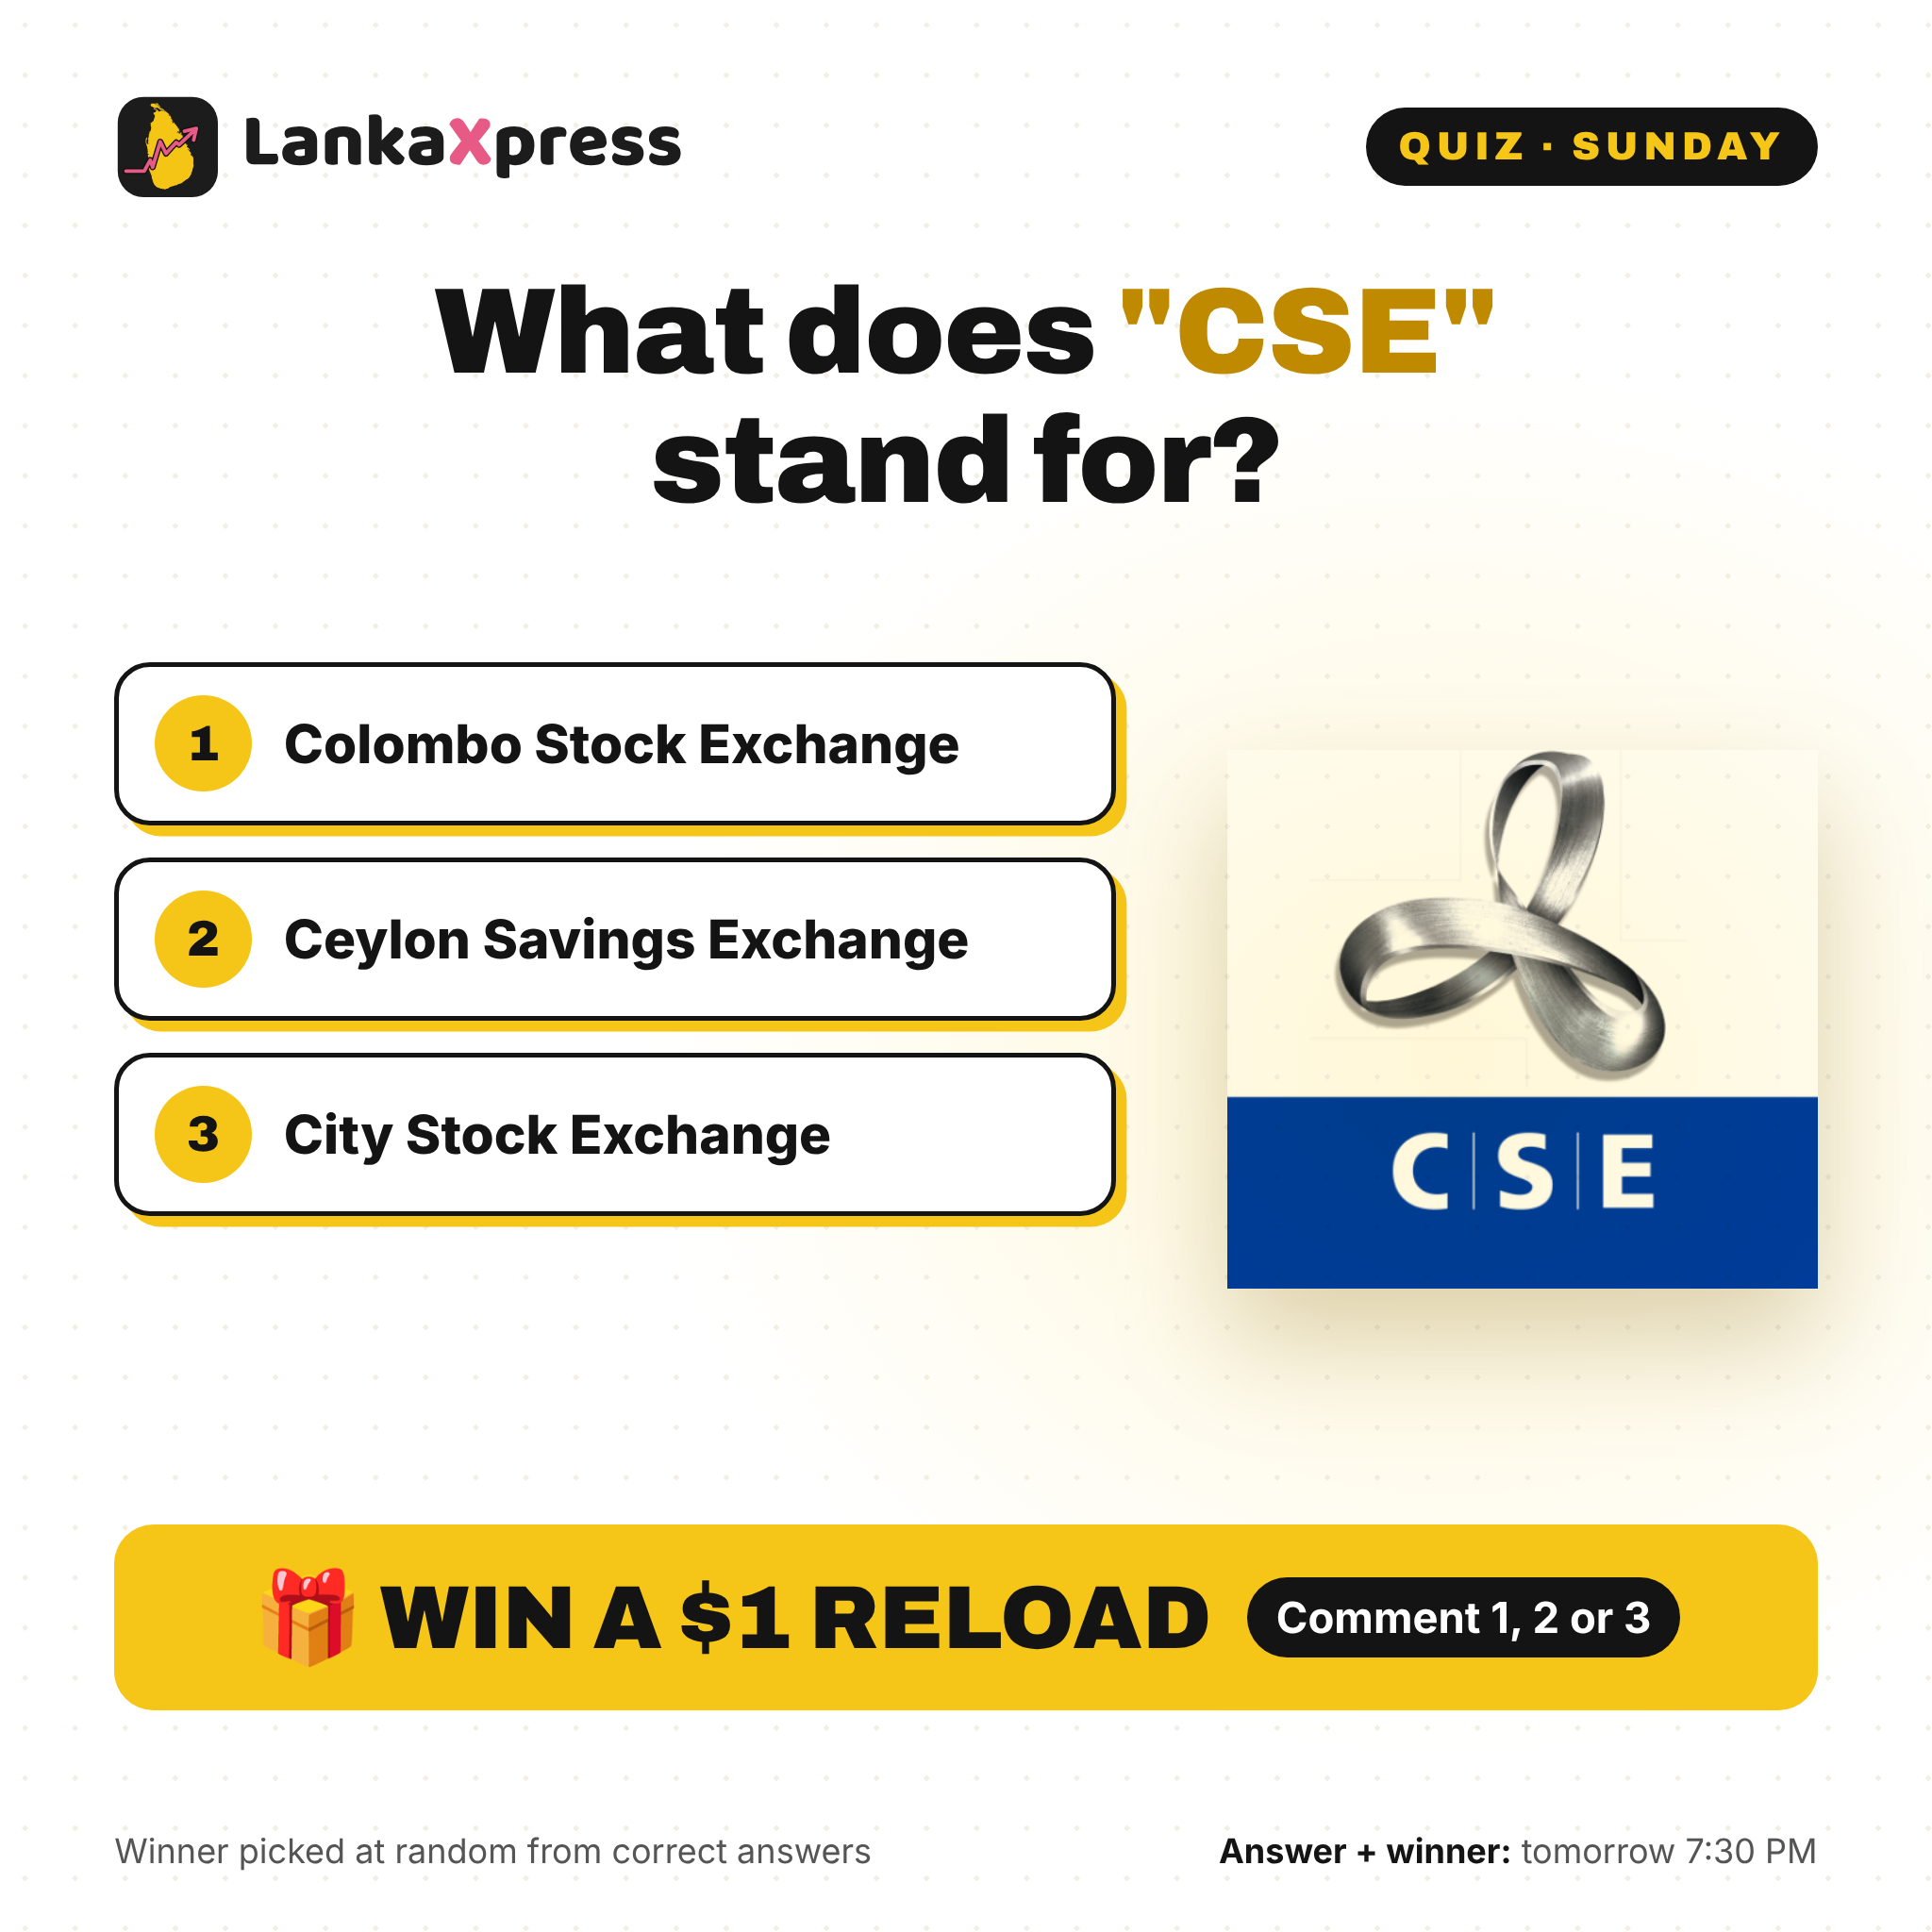 LankaXpress
QUIZ · SUNDAY
What does "CSE"
stand for?
1 Colombo Stock Exchange
2 Ceylon Savings Exchange
3 City Stock Exchange
C|S|E
🎁 WIN A $1 RELOAD Comment 1, 2 or 3
Winner picked at random from correct answers
Answer + winner: tomorrow 7:30 PM